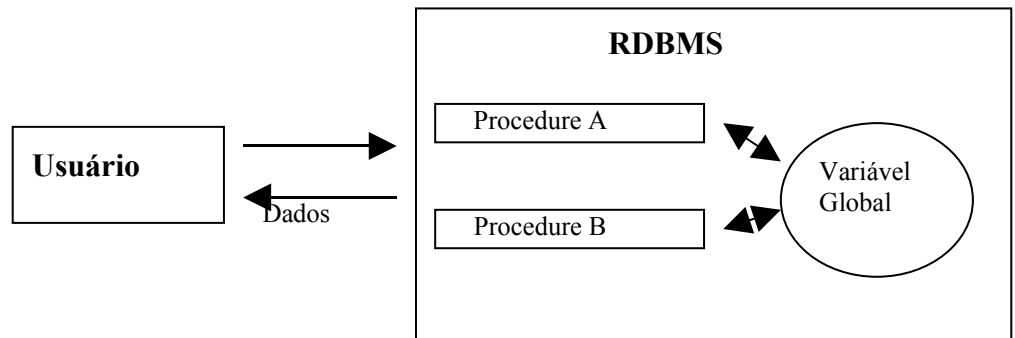 RDBMS
Procedure A
Usuário
Variável
Global
Dados
Procedure B